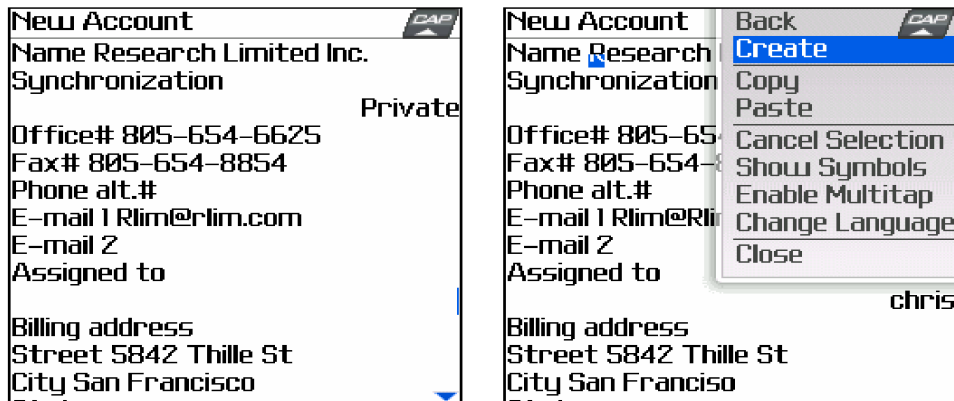 New Account
CAP
Name Research Limited Inc.
Synchronization
Private
Office# 805-654-6625
Fax# 805-654-8854
Phone alt.#
E-mail 1 Rlim@rlim.com
E-mail 2
Assigned to
Billing address
Street 5842 Thille St
City San Francisco
New Account
Name Research
Synchronization
Office# 805-65
Fax# 805-654-
Phone alt.#
E-mail 1 Rlim@Rli
E-mail 2
Assigned to
chris
Billing address
Street 5842 Thille St
City San Franciso
Back
CAP
Create
Copy
Paste
Cancel Selection
Show Symbols
Enable Multitap
Change Language
Close